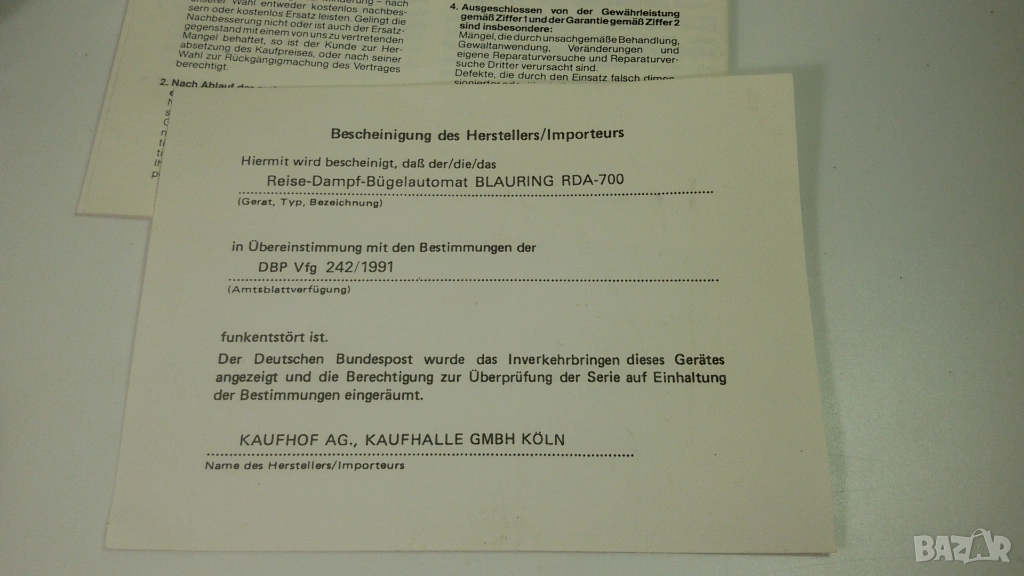 unserer Wahl entweder kostenlos nachbes-
sern oder kostenlos Ersatz leisten. Gelingt die
Nachbesserung nicht oder ist auch der Ersatz-
gegenstand mit einem von uns zu vertretenden
Mangel behaftet, so ist der Kunde zur Her-
absetzung des Kaufpreises, oder nach seiner
Wahl zur Rückgängigmachung des Vertrages
berechtigt.
2. Nach Ablauf der
4. Ausgeschlossen von der Gewährleistung
gemäß Ziffer 1 und der Garantie gemäß Ziffer 2
sind insbesondere:
Mängel, die durch unsachgemäße Behandlung,
Gewaltanwendung, Veränderungen und
eigene Reparaturversuche und Reparaturver-
suche Dritter verursacht sind.
Defekte, die durch den Einsatz falsch dimen-
Bescheinigung des Herstellers/Importeurs
Hiermit wird bescheinigt, daß der/die/das
Reise-Dampf-Bügelautomat BLAURING RDA-700
(Gerät, Typ, Bezeichnung)
in Übereinstimmung mit den Bestimmungen der
DBP Vfg 242/1991
(Amtsblattverfügung)
funkentstört ist.
Der Deutschen Bundespost wurde das Inverkehrbringen dieses Gerätes
angezeigt und die Berechtigung zur Überprüfung der Serie auf Einhaltung
der Bestimmungen eingeräumt.
KAUFHOF AG., KAUFHALLE GMBH KÖLN
Name des Herstellers/Importeurs
BAZAR